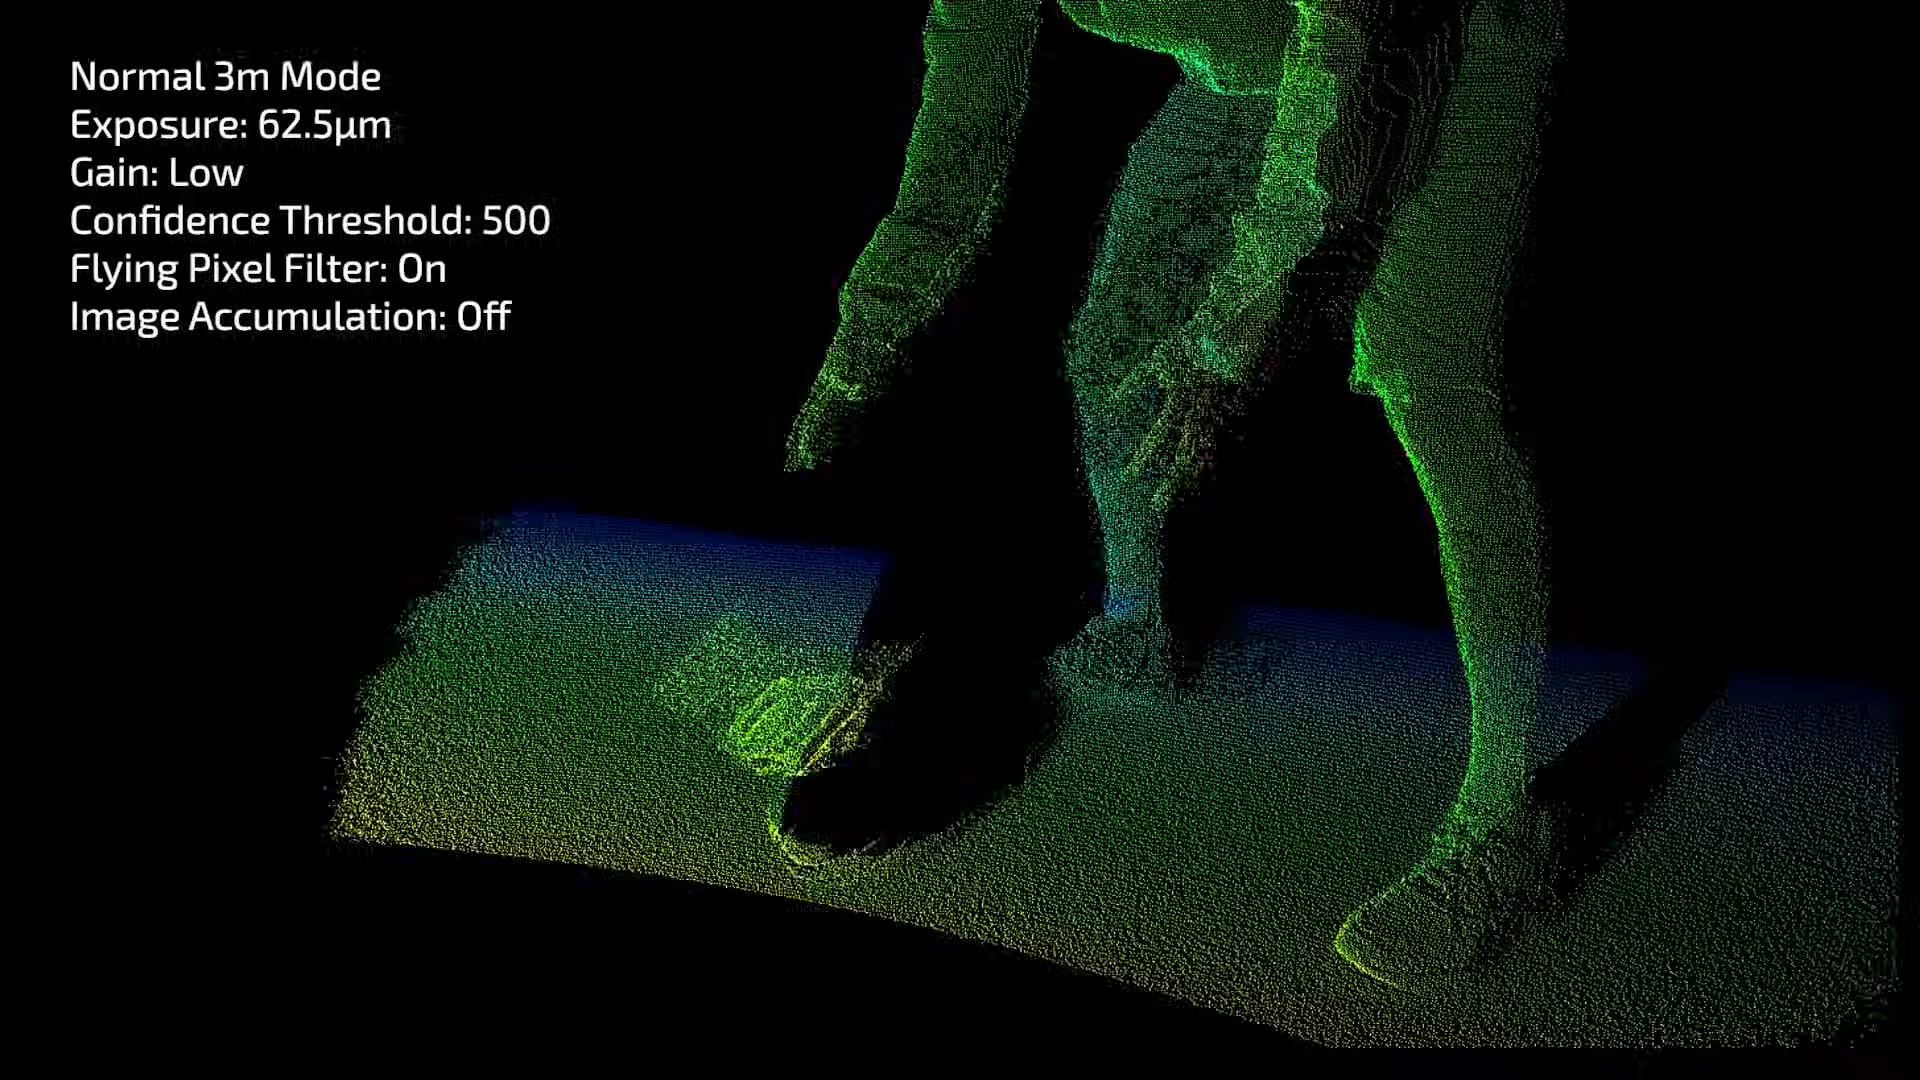 Normal 3m Mode
Exposure: 62.5µm
Gain: Low
Confidence Threshold: 500
Flying Pixel Filter: On
Image Accumulation: Off